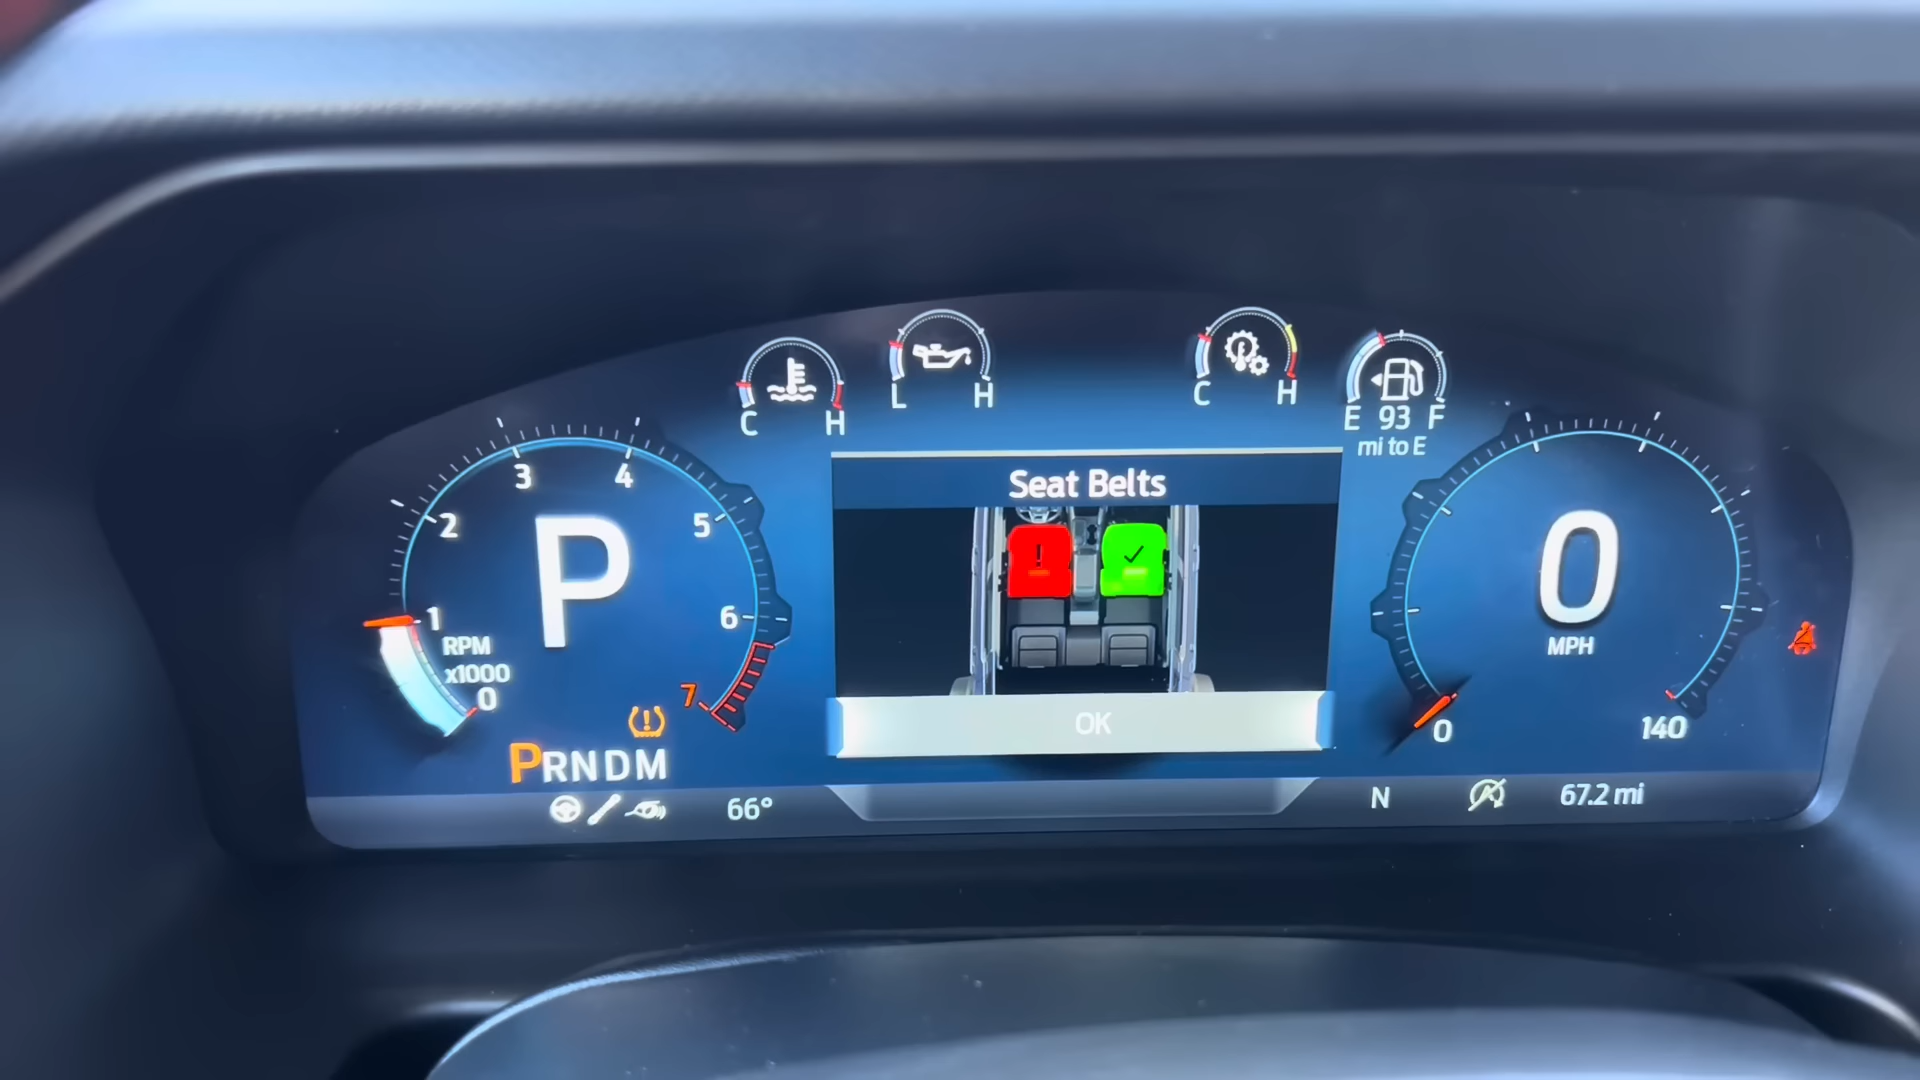 L H
C H
C H
E 93 F
mi to E
Seat Belts
!
OK
0 1 2 3 4 5 6 7
RPM
x1000
P
!
PRNDM
66°
0
MPH
0 140
N
67.2 mi